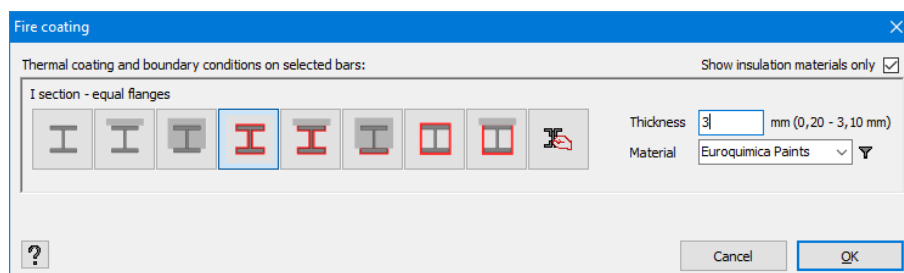 Fire coating
Thermal coating and boundary conditions on selected bars:
Show insulation materials only
I section - equal flanges
Thickness 3 mm (0,20 - 3,10 mm)
Material Euroquimica Paints
?
Cancel
OK